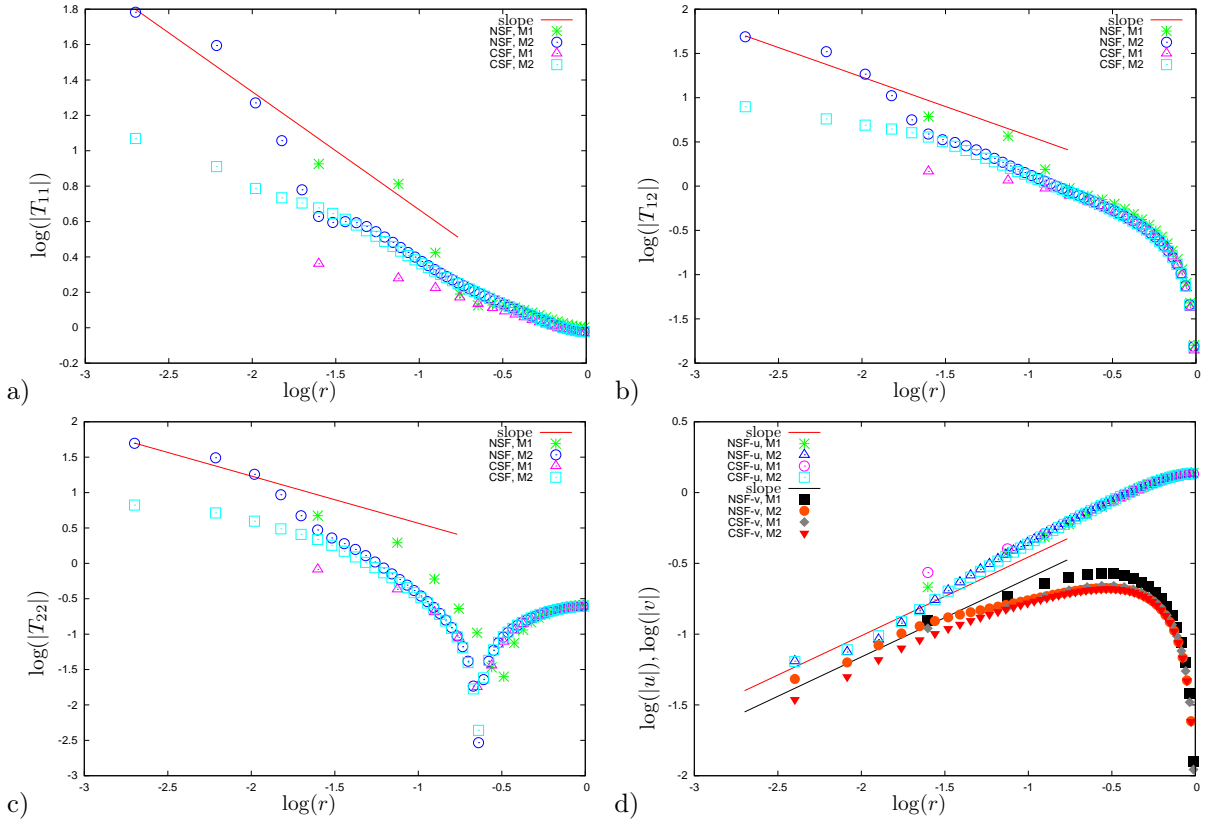 1.8
1.6
1.4
1.2
1
0.8
0.6
0.4
0.2
0
-0.2
-3 -2.5 -2 -1.5 -1 -0.5 0
log(|T11|)
log(r)
slope
NSF, M1
NSF, M2
CSF, M1
CSF, M2
a)
2
1.5
1
0.5
0
-0.5
-1
-1.5
-2
-3 -2.5 -2 -1.5 -1 -0.5 0
log(|T12|)
log(r)
slope
NSF, M1
NSF, M2
CSF, M1
CSF, M2
b)
2
1.5
1
0.5
0
-0.5
-1
-1.5
-2
-2.5
-3
-3 -2.5 -2 -1.5 -1 -0.5 0
log(|T22|)
log(r)
slope
NSF, M1
NSF, M2
CSF, M1
CSF, M2
c)
0.5
0
-0.5
-1
-1.5
-2
-3 -2.5 -2 -1.5 -1 -0.5 0
log(|u|), log(|v|)
log(r)
slope
NSF-u, M1
NSF-u, M2
CSF-u, M1
CSF-u, M2
slope
NSF-v, M1
NSF-v, M2
CSF-v, M1
CSF-v, M2
d)